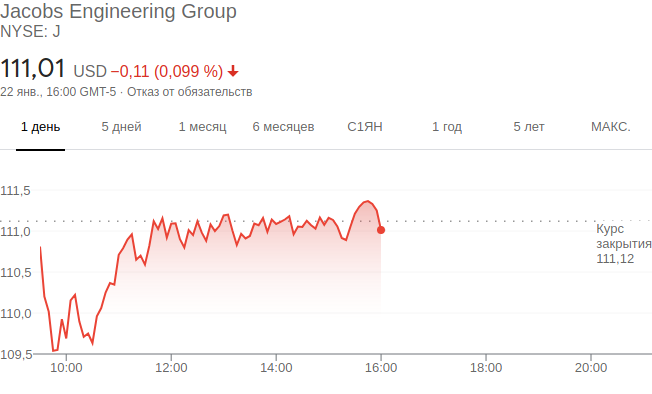 Jacobs Engineering Group
NYSE: J
111,01 USD −0,11 (0,099 %)
22 янв., 16:00 GMT-5 · Отказ от обязательств
1 день 5 дней 1 месяц 6 месяцев С1ЯН 1 год 5 лет МАКС.
111,5
111,0
110,5
110,0
109,5
Курс
закрытия
111,12
10:00 12:00 14:00 16:00 18:00 20:00